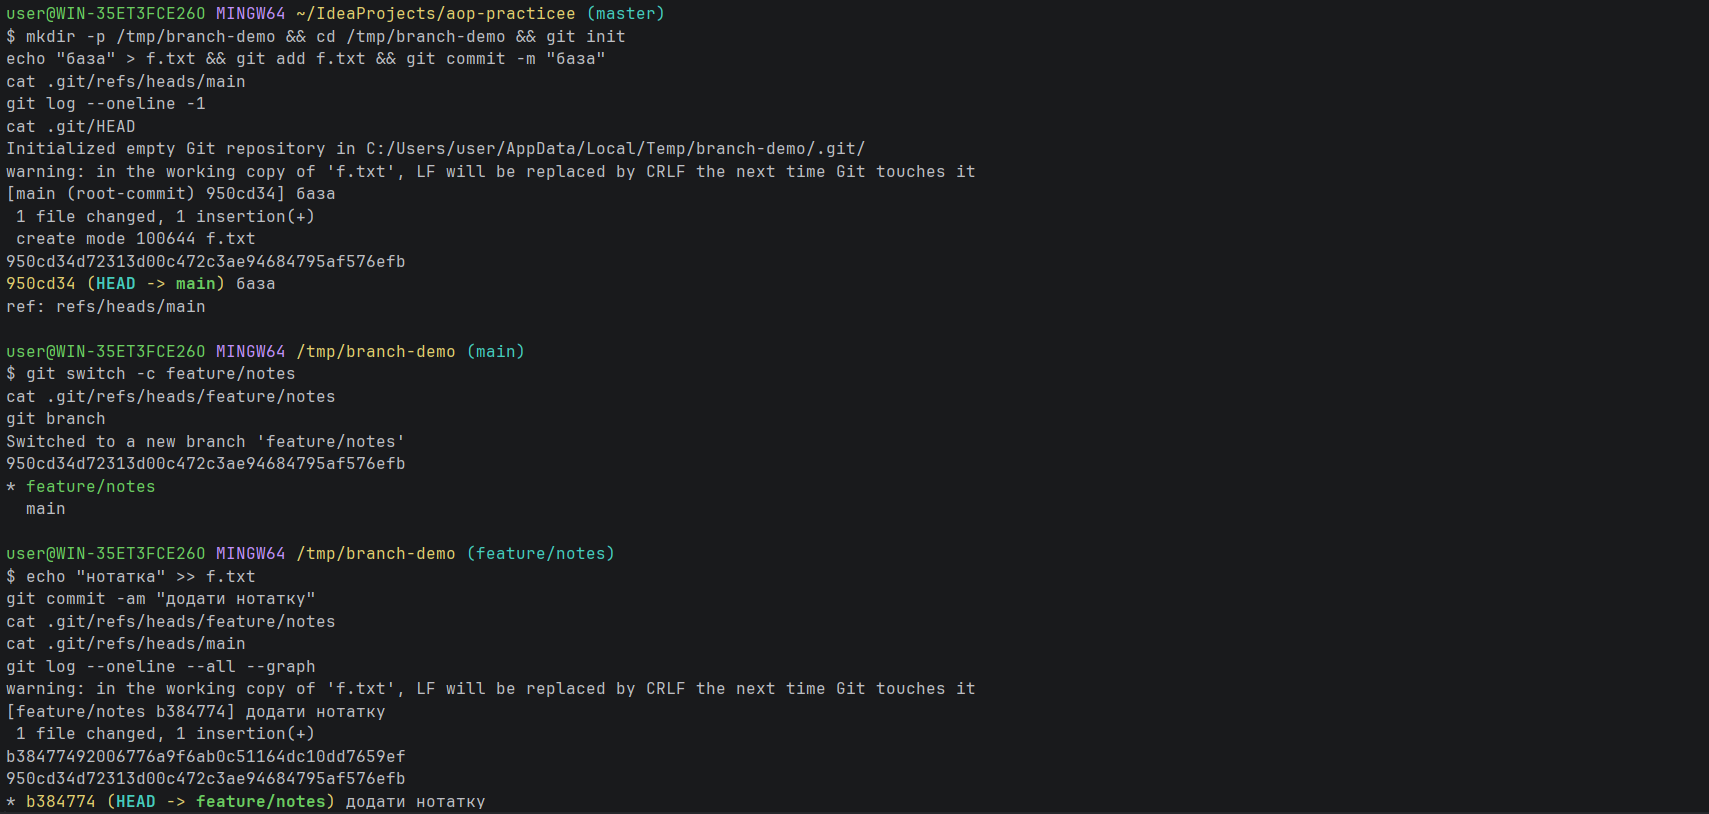 user@WIN-35ET3FCE26O MINGW64 ~/IdeaProjects/aop-practicee (master)
$ mkdir -p /tmp/branch-demo && cd /tmp/branch-demo && git init
echo "база" > f.txt && git add f.txt && git commit -m "база"
cat .git/refs/heads/main
git log --oneline -1
cat .git/HEAD
Initialized empty Git repository in C:/Users/user/AppData/Local/Temp/branch-demo/.git/
warning: in the working copy of 'f.txt', LF will be replaced by CRLF the next time Git touches it
[main (root-commit) 950cd34] база
 1 file changed, 1 insertion(+)
 create mode 100644 f.txt
950cd34d72313d00c472c3ae94684795af576efb
950cd34 (HEAD -> main) база
ref: refs/heads/main

user@WIN-35ET3FCE26O MINGW64 /tmp/branch-demo (main)
$ git switch -c feature/notes
cat .git/refs/heads/feature/notes
git branch
Switched to a new branch 'feature/notes'
950cd34d72313d00c472c3ae94684795af576efb
* feature/notes
  main

user@WIN-35ET3FCE26O MINGW64 /tmp/branch-demo (feature/notes)
$ echo "нотатка" >> f.txt
git commit -am "додати нотатку"
cat .git/refs/heads/feature/notes
cat .git/refs/heads/main
git log --oneline --all --graph
warning: in the working copy of 'f.txt', LF will be replaced by CRLF the next time Git touches it
[feature/notes b384774] додати нотатку
 1 file changed, 1 insertion(+)
b38477492006776a9f6ab0c51164dc10dd7659ef
950cd34d72313d00c472c3ae94684795af576efb
* b384774 (HEAD -> feature/notes) додати нотатку